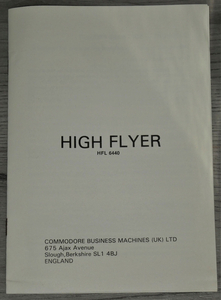 HIGH FLYER
HFL 6440
COMMODORE BUSINESS MACHINES (UK) LTD
675 Ajax Avenue
Slough,Berkshire SL1 4BJ
ENGLAND